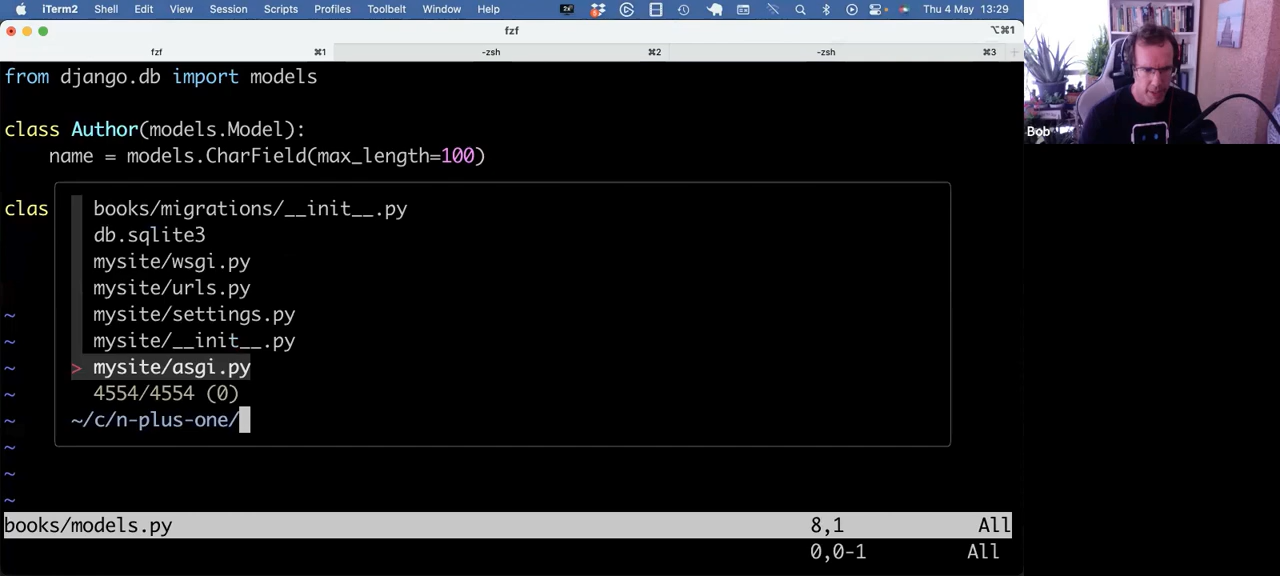 iTerm2 Shell Edit View Session Scripts Profiles Toolbelt Window Help Thu 4 May 13:29
fzf ⌥⌘1
fzf ⌘1 -zsh ⌘2 -zsh ⌘3
from django.db import models
class Author(models.Model):
name = models.CharField(max_length=100)
clas
books/migrations/__init__.py
db.sqlite3
mysite/wsgi.py
mysite/urls.py
~ mysite/settings.py
~ mysite/__init__.py
~ > mysite/asgi.py
~ 4554/4554 (0)
~ ~/c/n-plus-one/
~
~
~
books/models.py 8,1 All
0,0-1 All
Bob